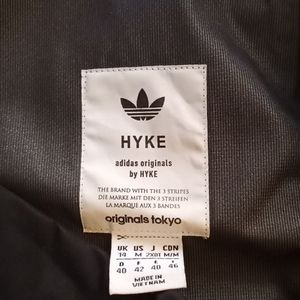 adidas
HYKE
adidas originals
by HYKE
THE BRAND WITH THE 3 STRIPES
DIE MARKE MIT DEN 3 STREIFEN
LA MARQUE AUX 3 BANDES
originals tokyo
UK US J CDN
14 M 2XOT M/M
D F E I
40 42 40 46
MADE IN
VIETNAM